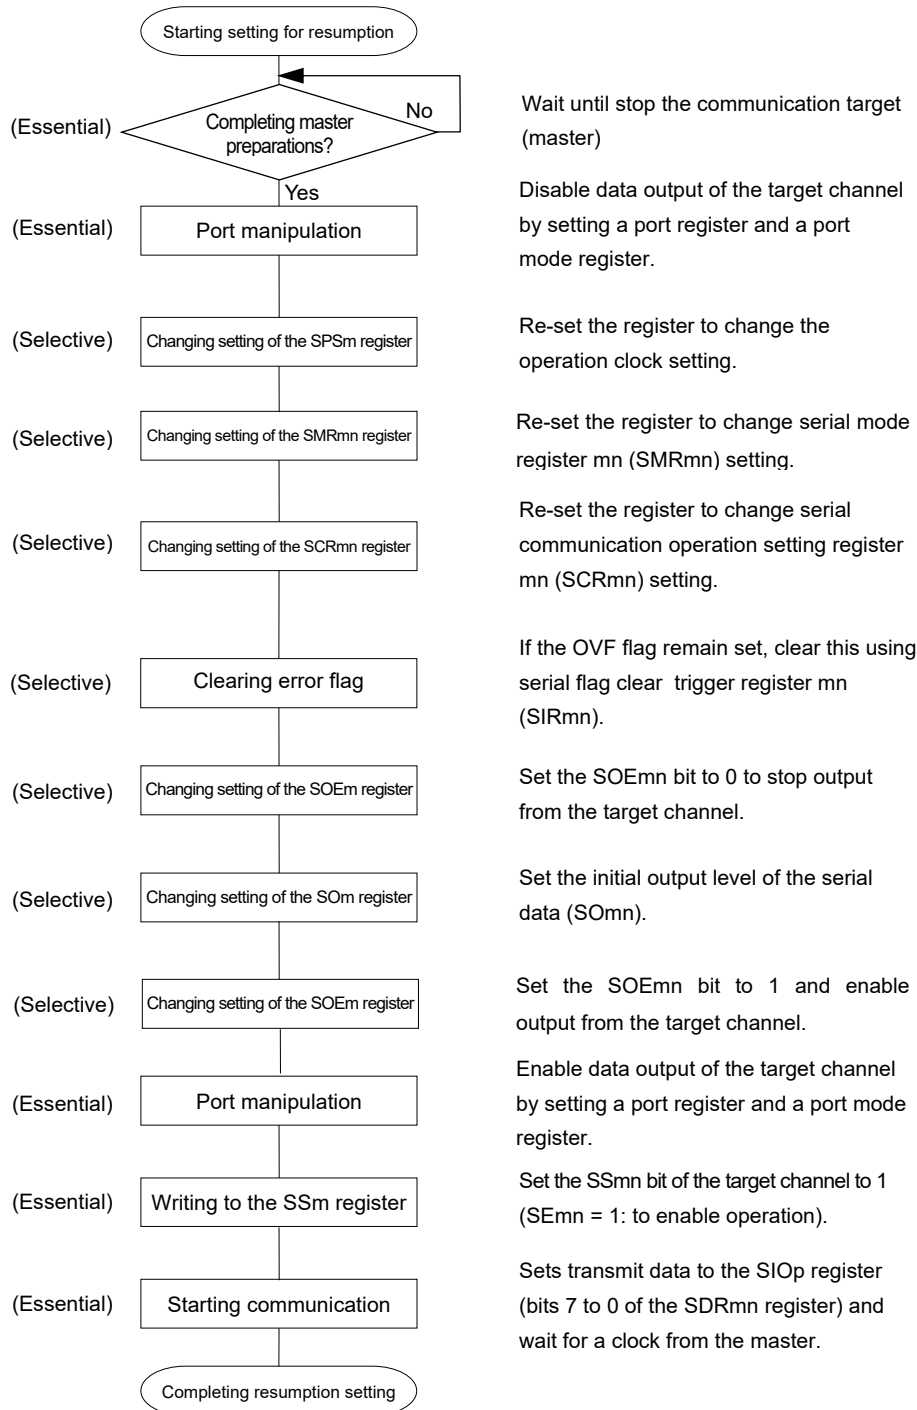 Starting setting for resumption
(Essential)
Completing master
preparations?
No
Wait until stop the communication target
(master)
Yes
(Essential)
Port manipulation
Disable data output of the target channel
by setting a port register and a port
mode register.
(Selective)
Changing setting of the SPSm register
Re-set the register to change the
operation clock setting.
(Selective)
Changing setting of the SMRmn register
Re-set the register to change serial mode
register mn (SMRmn) setting.
(Selective)
Changing setting of the SCRmn register
Re-set the register to change serial
communication operation setting register
mn (SCRmn) setting.
(Selective)
Clearing error flag
If the OVF flag remain set, clear this using
serial flag clear trigger register mn
(SIRmn).
(Selective)
Changing setting of the SOEm register
Set the SOEmn bit to 0 to stop output
from the target channel.
(Selective)
Changing setting of the SOm register
Set the initial output level of the serial
data (SOmn).
(Selective)
Changing setting of the SOEm register
Set the SOEmn bit to 1 and enable
output from the target channel.
(Essential)
Port manipulation
Enable data output of the target channel
by setting a port register and a port mode
register.
(Essential)
Writing to the SSm register
Set the SSmn bit of the target channel to 1
(SEmn = 1: to enable operation).
(Essential)
Starting communication
Sets transmit data to the SIOp register
(bits 7 to 0 of the SDRmn register) and
wait for a clock from the master.
Completing resumption setting